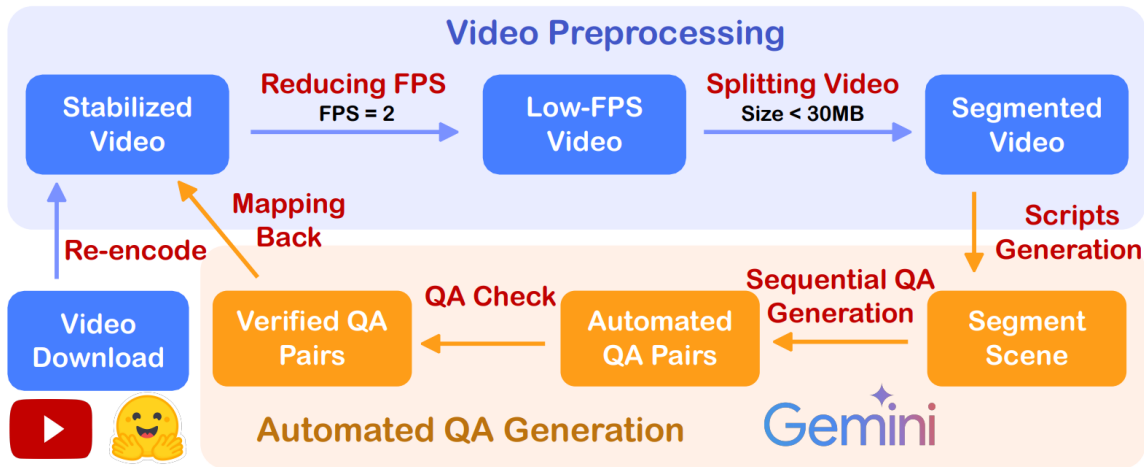 Video Preprocessing
Stabilized
Video
Reducing FPS
FPS = 2
Low-FPS
Video
Splitting Video
Size < 30MB
Segmented
Video
Mapping
Back
Re-encode
Scripts
Generation
Video
Download
Verified QA
Pairs
QA Check
Automated
QA Pairs
Sequential QA
Generation
Segment
Scene
Automated QA Generation
Gemini